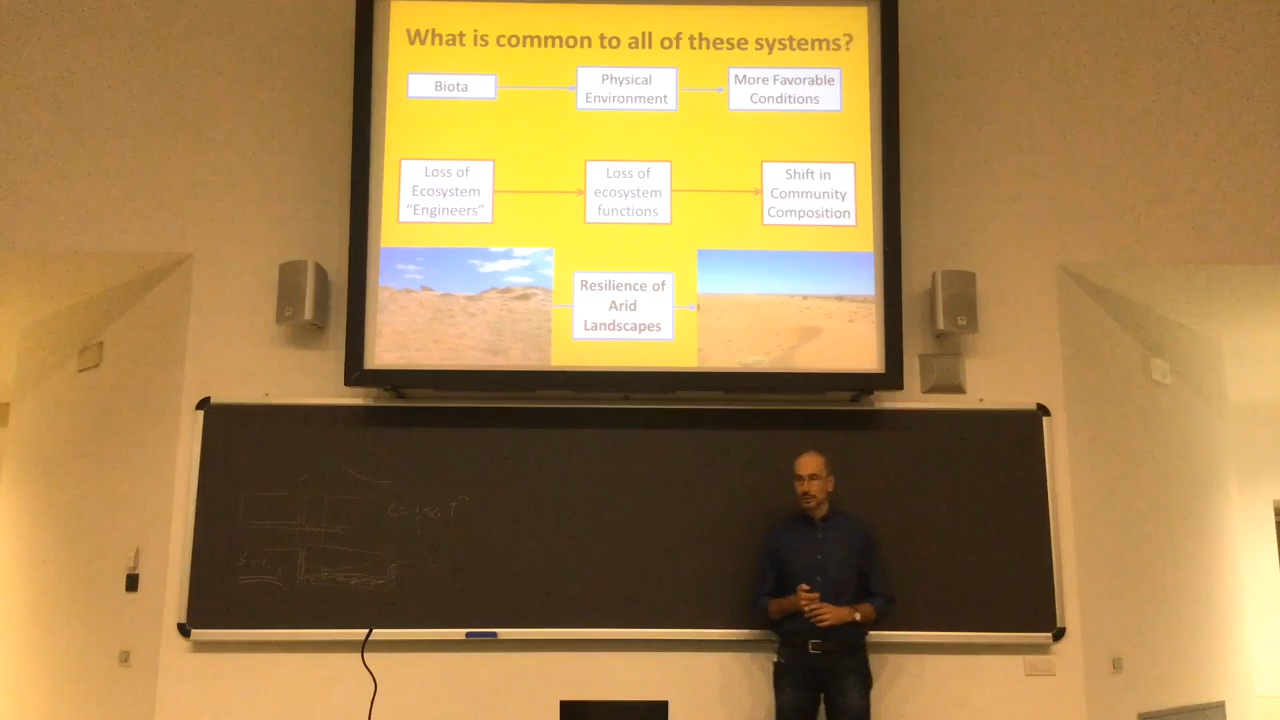 What is common to all of these systems?
Biota
Physical
Environment
More Favorable
Conditions
Loss of
Ecosystem
"Engineers"
Loss of
ecosystem
functions
Shift in
Community
Composition
Resilience of
Arid
Landscapes